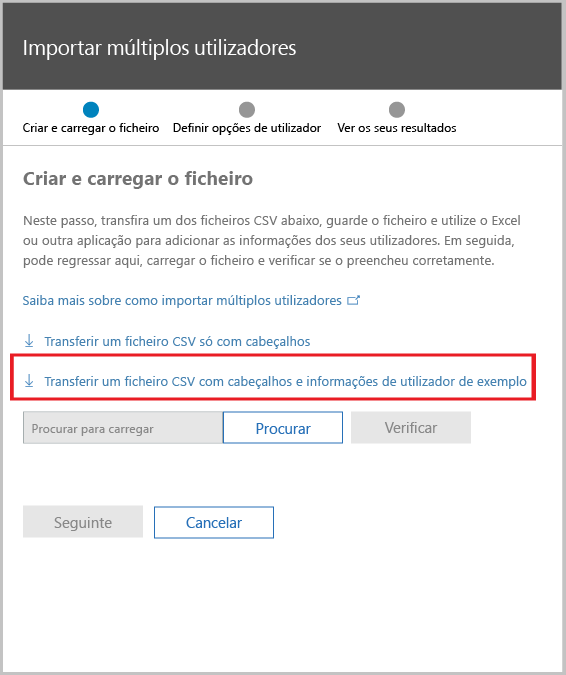 Importar múltiplos utilizadores
Criar e carregar o ficheiro
Definir opções de utilizador
Ver os seus resultados
Criar e carregar o ficheiro
Neste passo, transfira um dos ficheiros CSV abaixo, guarde o ficheiro e utilize o Excel
ou outra aplicação para adicionar as informações dos seus utilizadores. Em seguida,
pode regressar aqui, carregar o ficheiro e verificar se o preencheu corretamente.
Saiba mais sobre como importar múltiplos utilizadores
Transferir um ficheiro CSV só com cabeçalhos
Transferir um ficheiro CSV com cabeçalhos e informações de utilizador de exemplo
Procurar para carregar
Procurar
Verificar
Seguinte
Cancelar